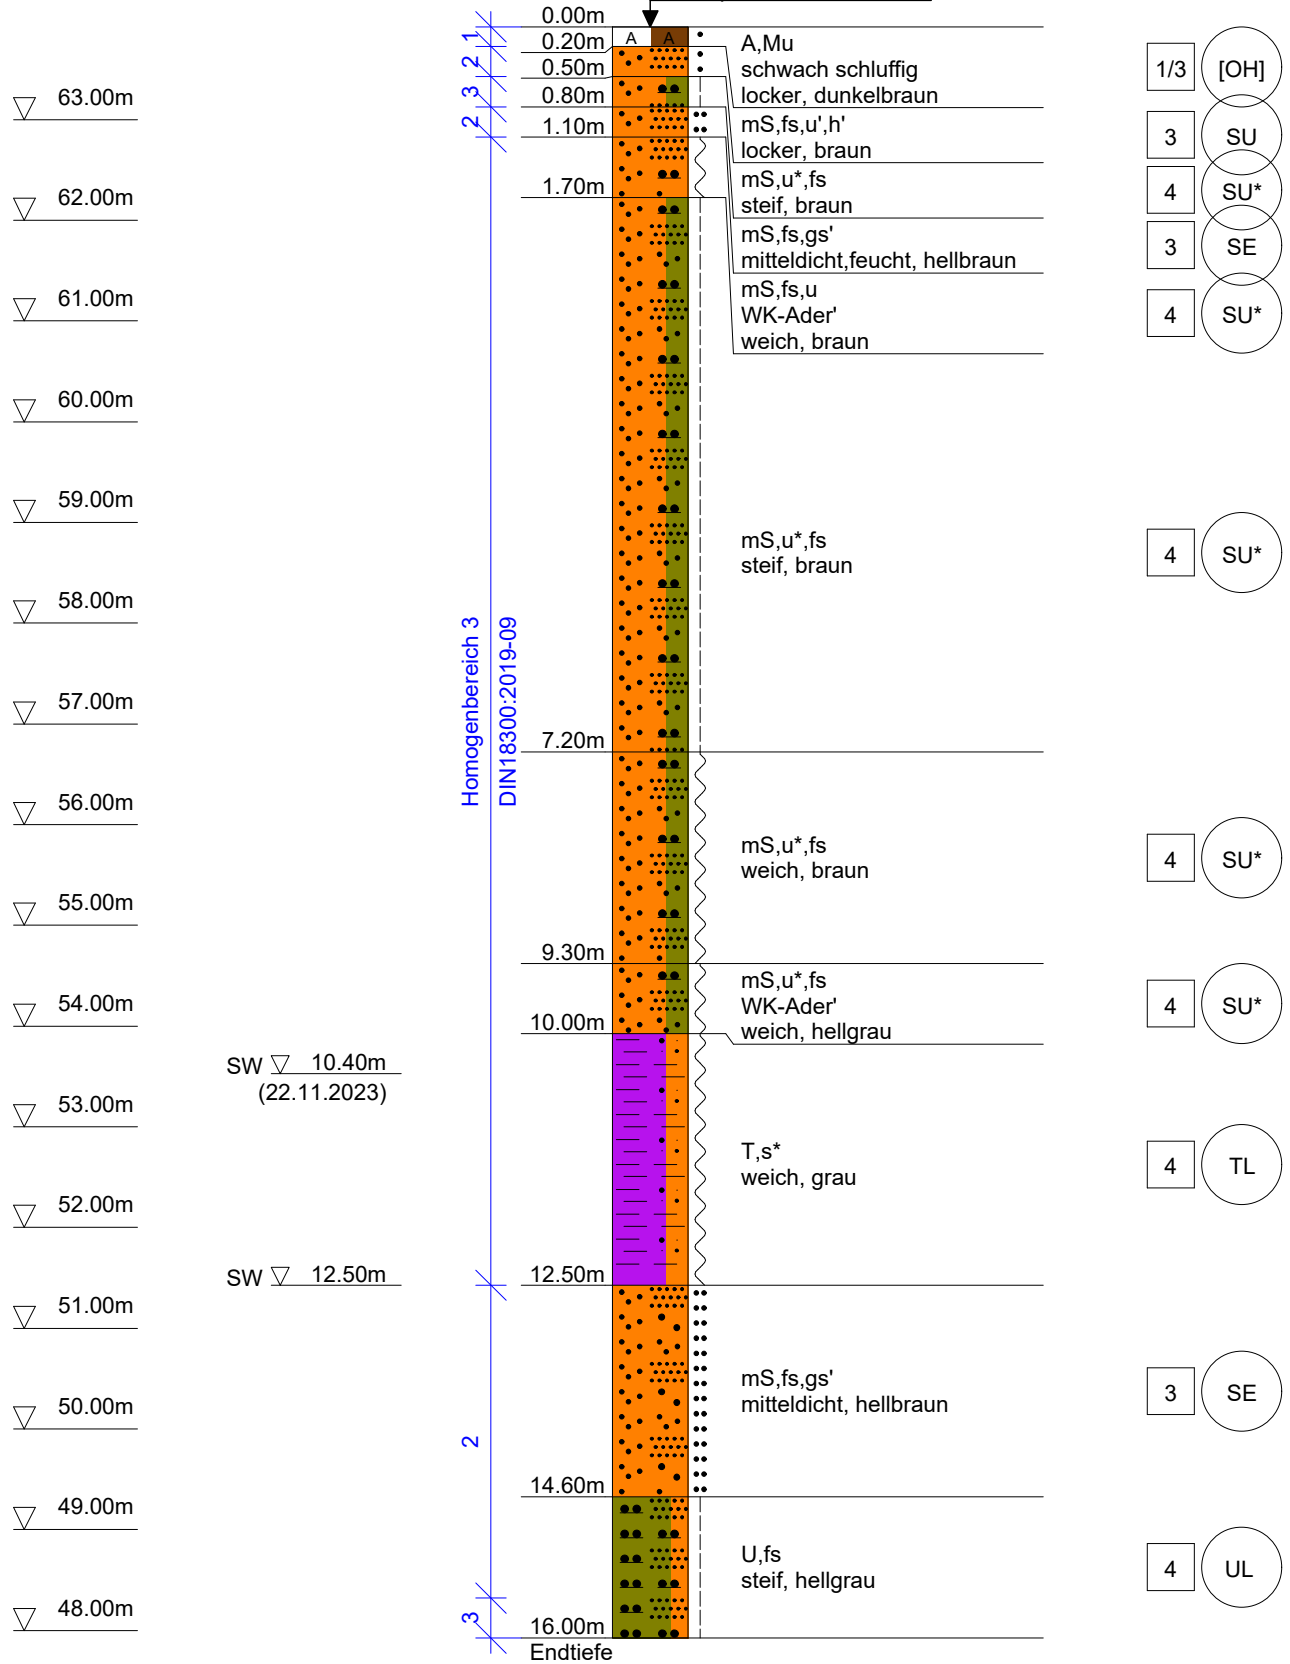 0.00m
1
A A
0.20m
2
0.50m
3
0.80m
2
1.10m
1.70m
A,Mu
schwach schluffig
locker, dunkelbraun
1/3 [OH]
mS,fs,u',h'
locker, braun
3 SU
mS,u*,fs
steif, braun
4 SU*
mS,fs,gs'
mitteldicht,feucht, hellbraun
3 SE
mS,fs,u
WK-Ader'
weich, braun
4 SU*
63.00m
62.00m
61.00m
60.00m
59.00m
58.00m
57.00m
56.00m
55.00m
54.00m
53.00m
52.00m
51.00m
50.00m
49.00m
48.00m
Homogenbereich 3
DIN18300:2019-09
mS,u*,fs
steif, braun
4 SU*
7.20m
mS,u*,fs
weich, braun
4 SU*
9.30m
mS,u*,fs
WK-Ader'
weich, hellgrau
4 SU*
10.00m
SW 10.40m
(22.11.2023)
T,s*
weich, grau
4 TL
SW 12.50m
12.50m
mS,fs,gs'
mitteldicht, hellbraun
3 SE
2
14.60m
U,fs
steif, hellgrau
4 UL
3
16.00m
Endtiefe